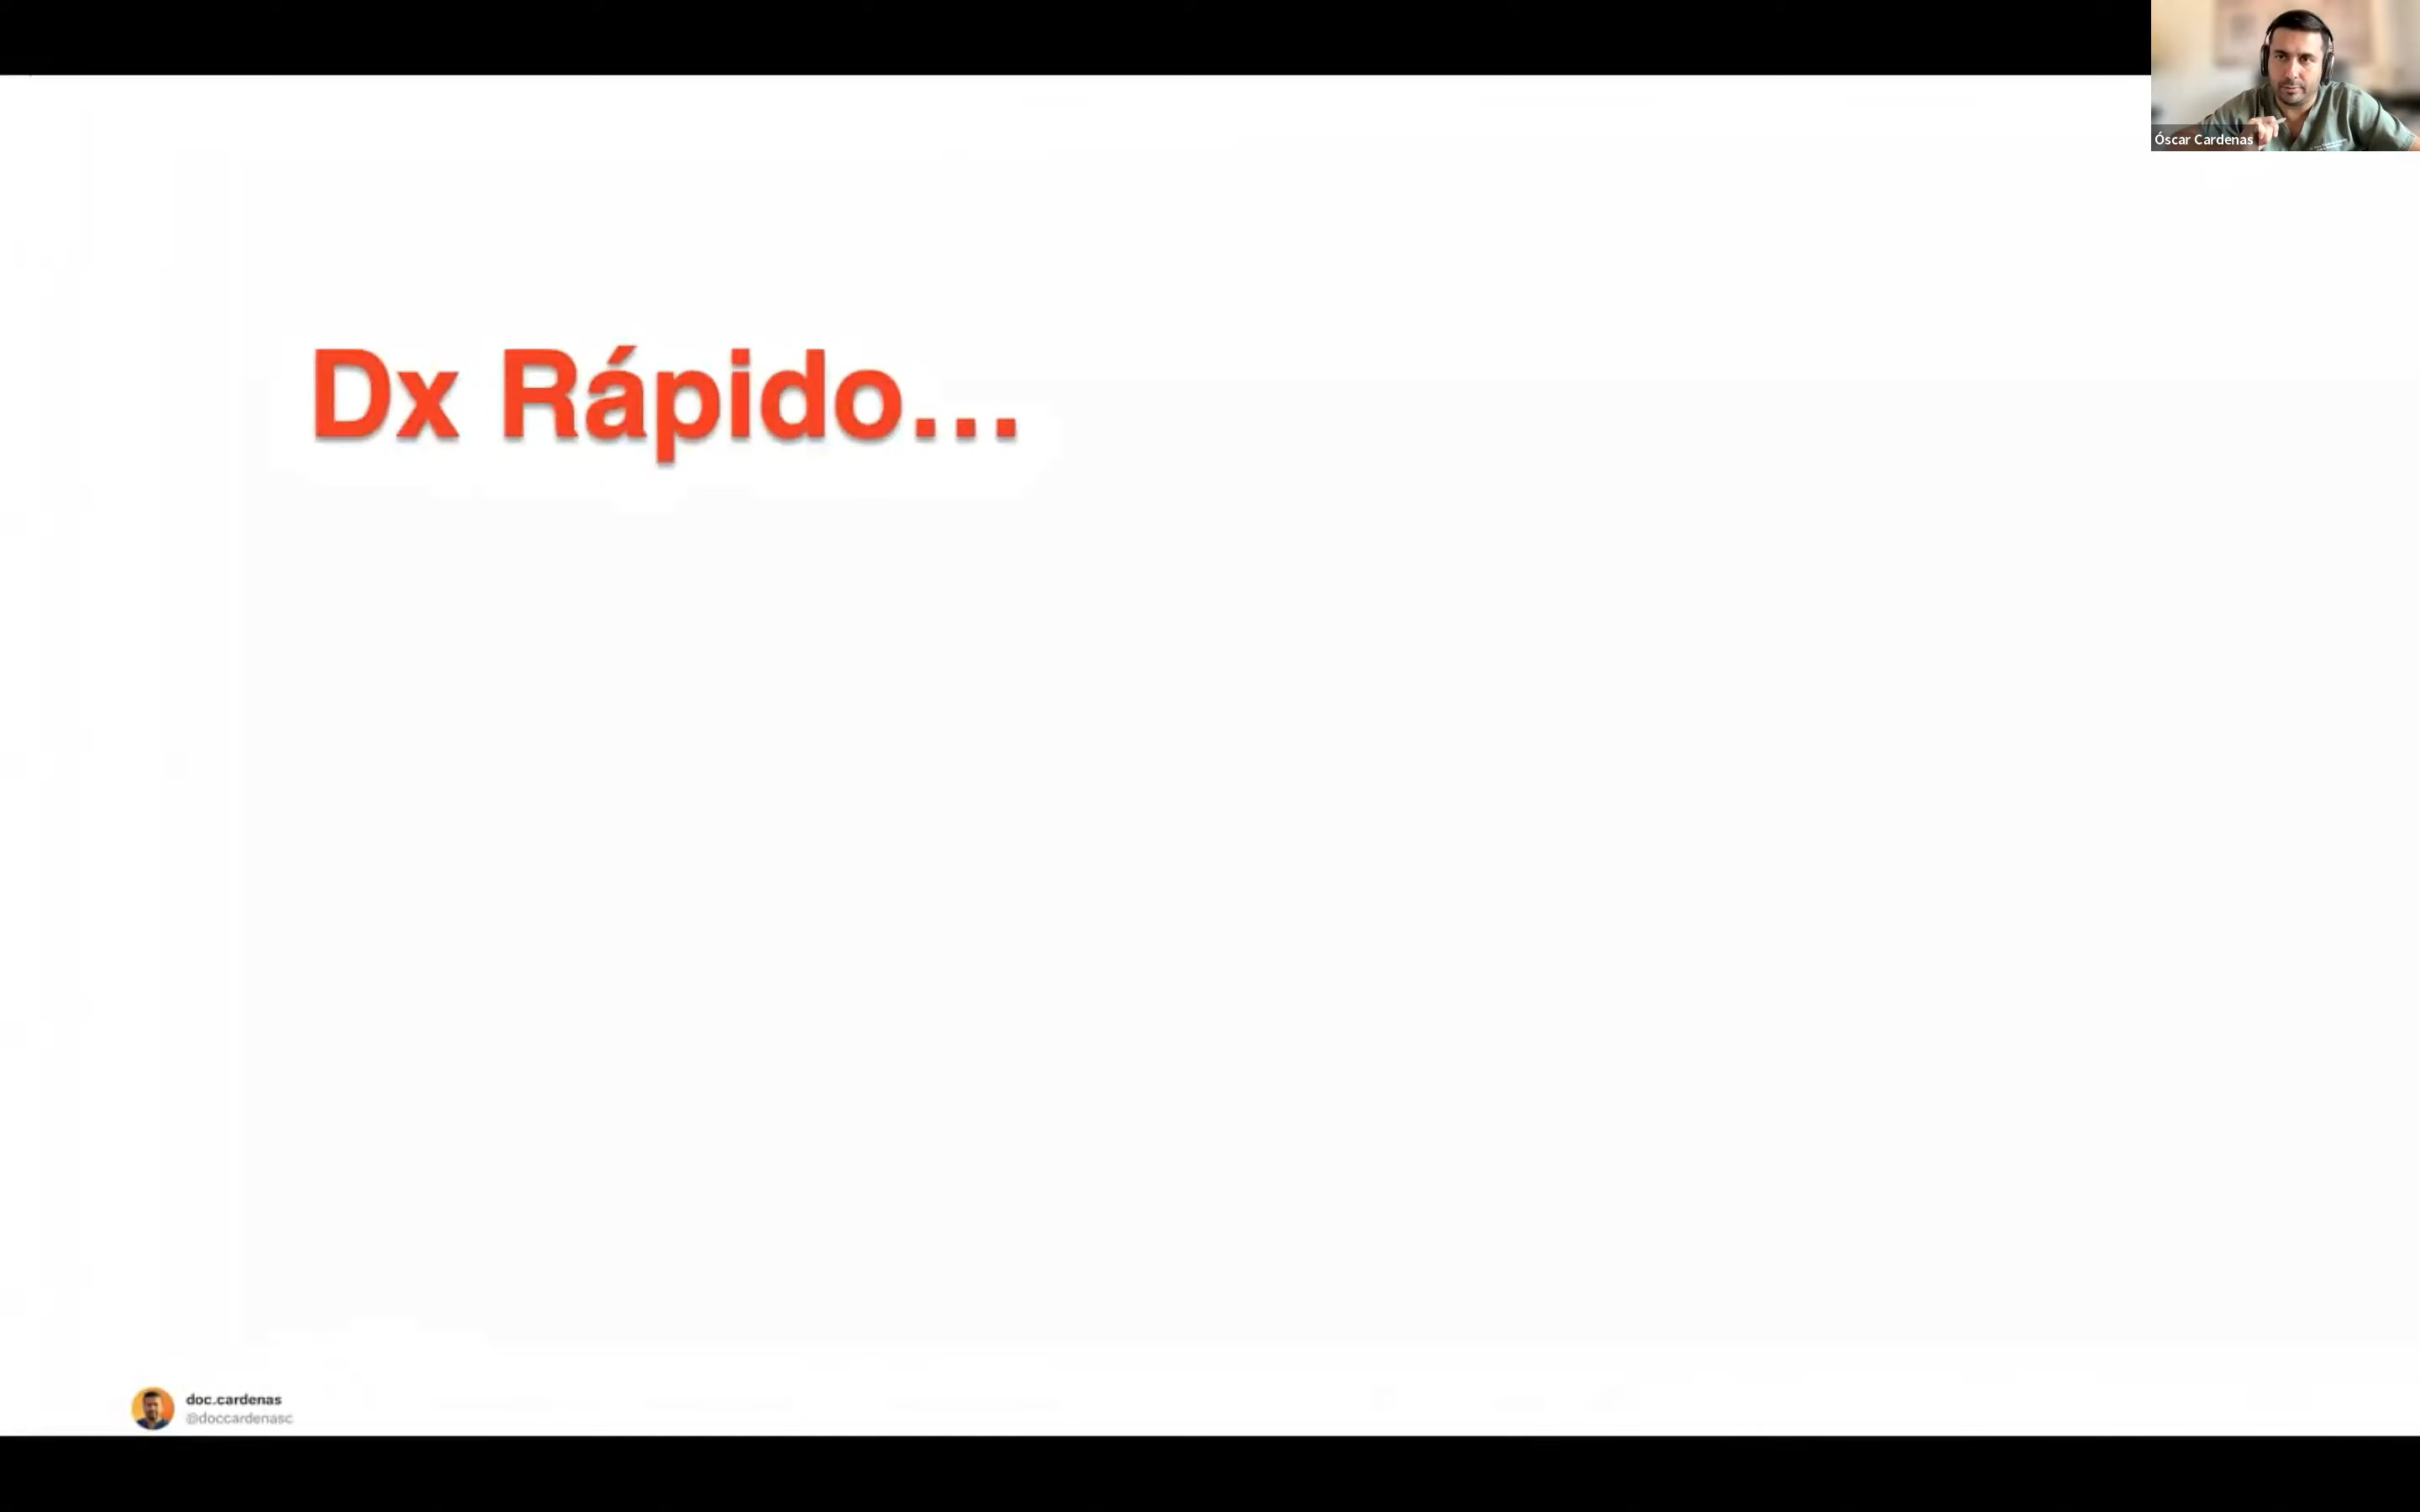 Óscar Cardenas
Dx Rápido...
doc.cardenas
@doccardenasc